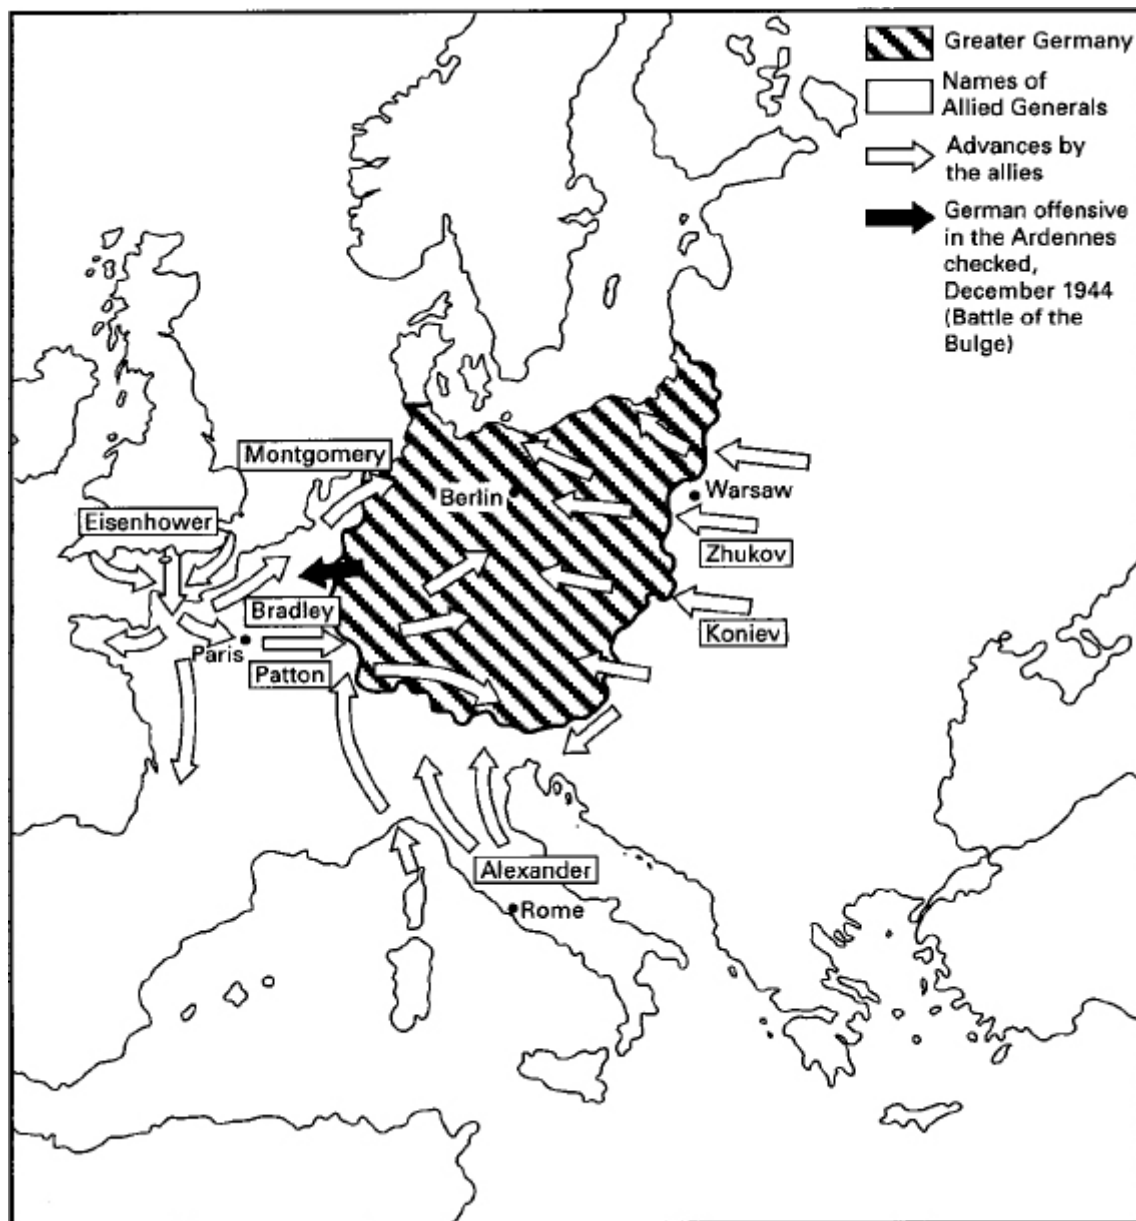 Greater Germany
Names of
Allied Generals
Advances by
the allies
German offensive
in the Ardennes
checked,
December 1944
(Battle of the
Bulge)
Montgomery
Berlin
Warsaw
Eisenhower
Zhukov
Bradley
Koniev
Paris
Patton
Alexander
Rome